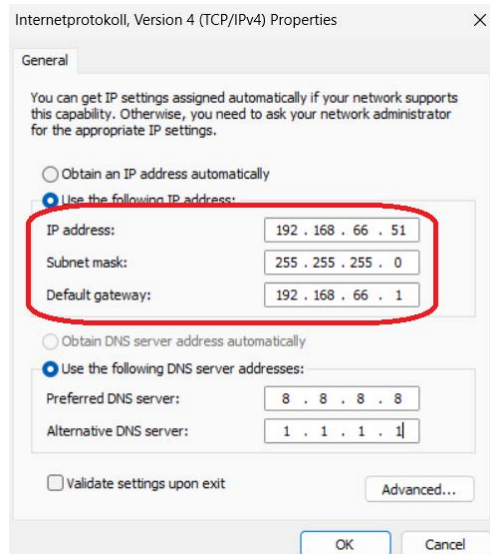 Internetprotokoll, Version 4 (TCP/IPv4) Properties
General
You can get IP settings assigned automatically if your network supports
this capability. Otherwise, you need to ask your network administrator
for the appropriate IP settings.
Obtain an IP address automatically
Use the following IP address:
IP address: 192 . 168 . 66 . 51
Subnet mask: 255 . 255 . 255 . 0
Default gateway: 192 . 168 . 66 . 1
Obtain DNS server address automatically
Use the following DNS server addresses:
Preferred DNS server: 8 . 8 . 8 . 8
Alternative DNS server: 1 . 1 . 1 . 1
Validate settings upon exit
Advanced...
OK Cancel